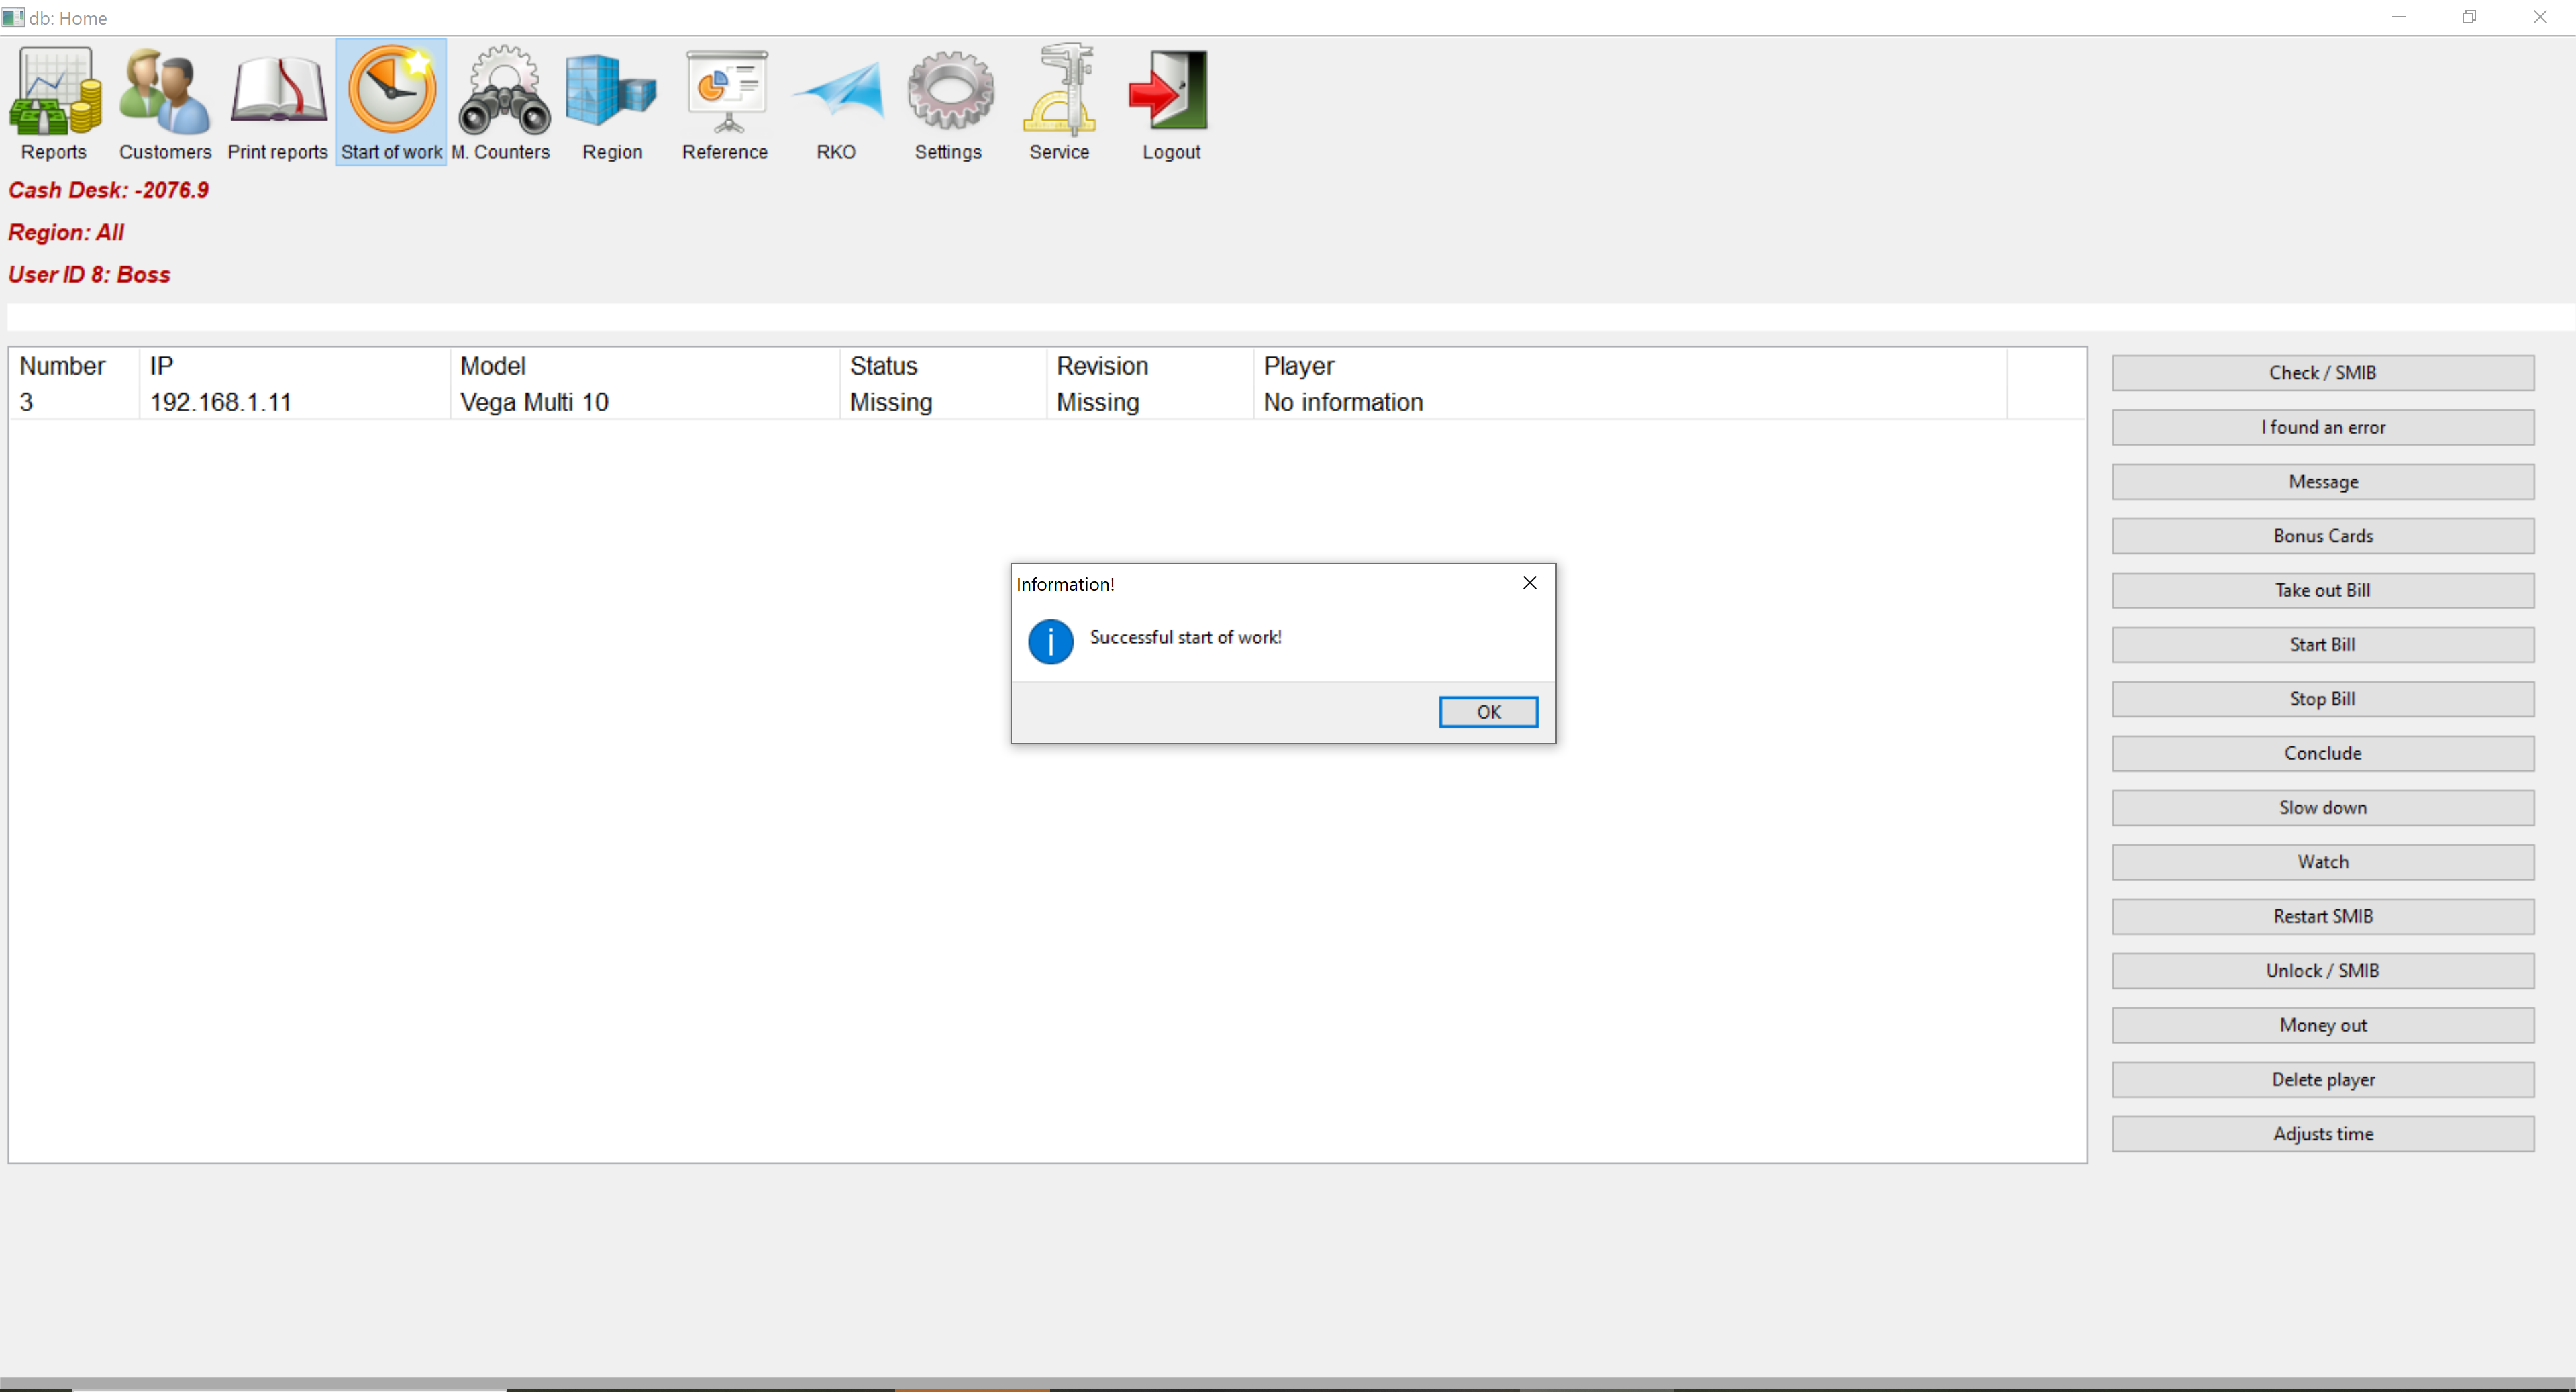 db: Home
Reports Customers Print reports Start of work M. Counters Region Reference RKO Settings Service Logout
Cash Desk: -2076.9
Region: All
User ID 8: Boss
Number IP Model Status Revision Player
3 192.168.1.11 Vega Multi 10 Missing Missing No information
Information!
Successful start of work!
OK
Check / SMIB
I found an error
Message
Bonus Cards
Take out Bill
Start Bill
Stop Bill
Conclude
Slow down
Watch
Restart SMIB
Unlock / SMIB
Money out
Delete player
Adjusts time